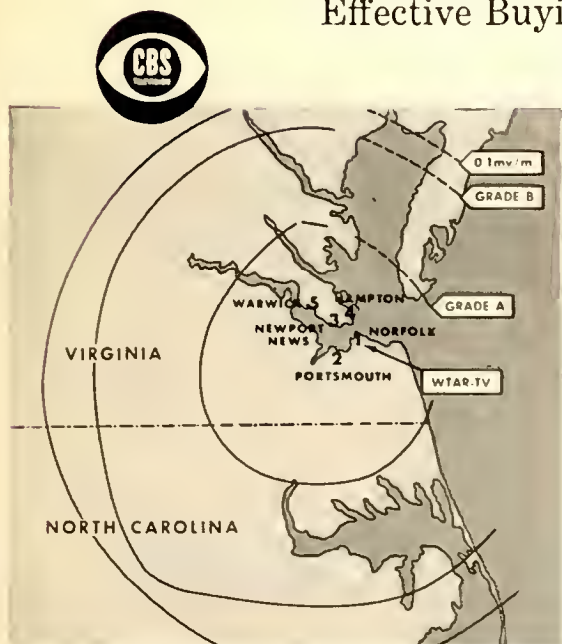 Effective Buyi
CBS
TELEVISION
0.1mv/m
GRADE B
GRADE A
WARWICK 5
HAMPTON
4
3
NEWPORT
NEWS
1 NORFOLK
2
PORTSMOUTH
VIRGINIA
WTAR-TV
NORTH CAROLINA